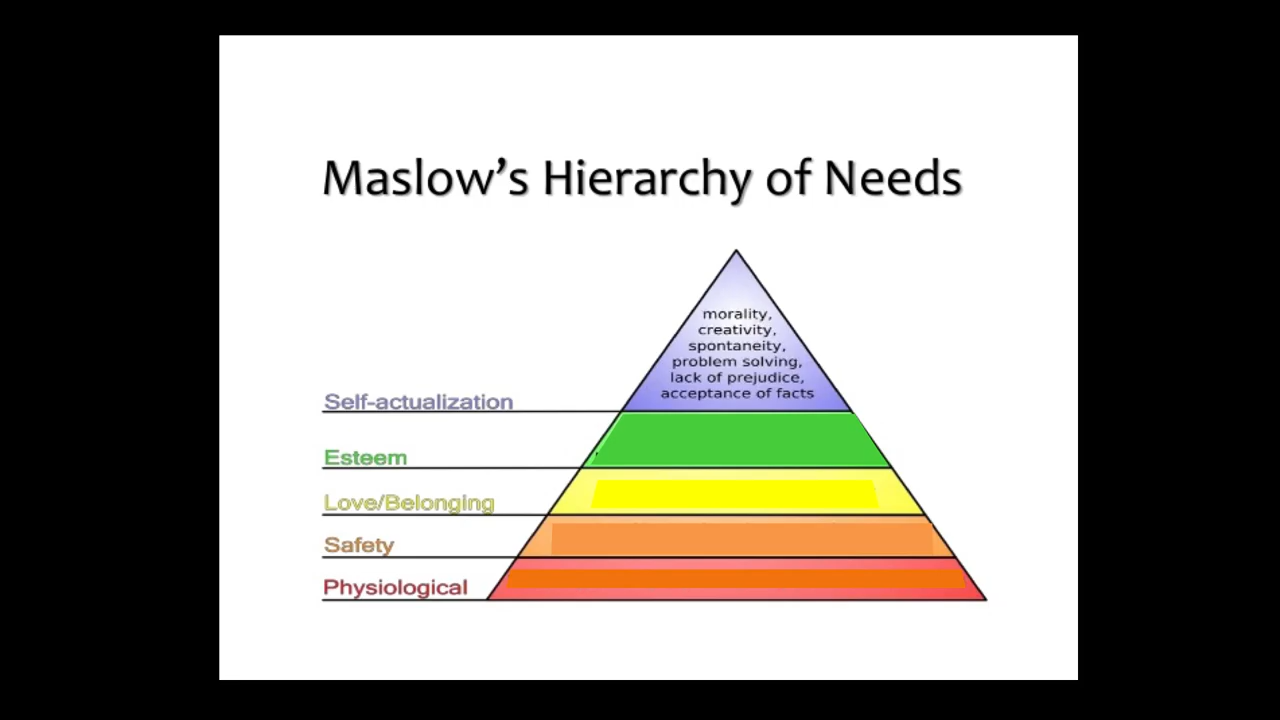 Maslow’s Hierarchy of Needs
morality,
creativity,
spontaneity,
problem solving,
lack of prejudice,
acceptance of facts
Self-actualization
Esteem
Love/Belonging
Safety
Physiological